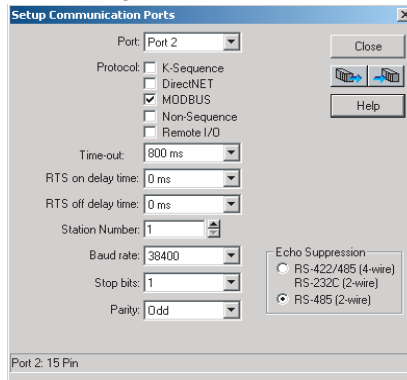 Setup Communication Ports
Port: Port 2
Close
Protocol: K-Sequence
DirectNET
MODBUS
Non-Sequence
Remote I/O
Help
Time-out: 800 ms
RTS on delay time: 0 ms
RTS off delay time: 0 ms
Station Number: 1
Baud rate: 38400
Stop bits: 1
Parity: Odd
Echo Suppression
RS-422/485 (4-wire)
RS-232C (2-wire)
RS-485 (2-wire)
Port 2: 15 Pin